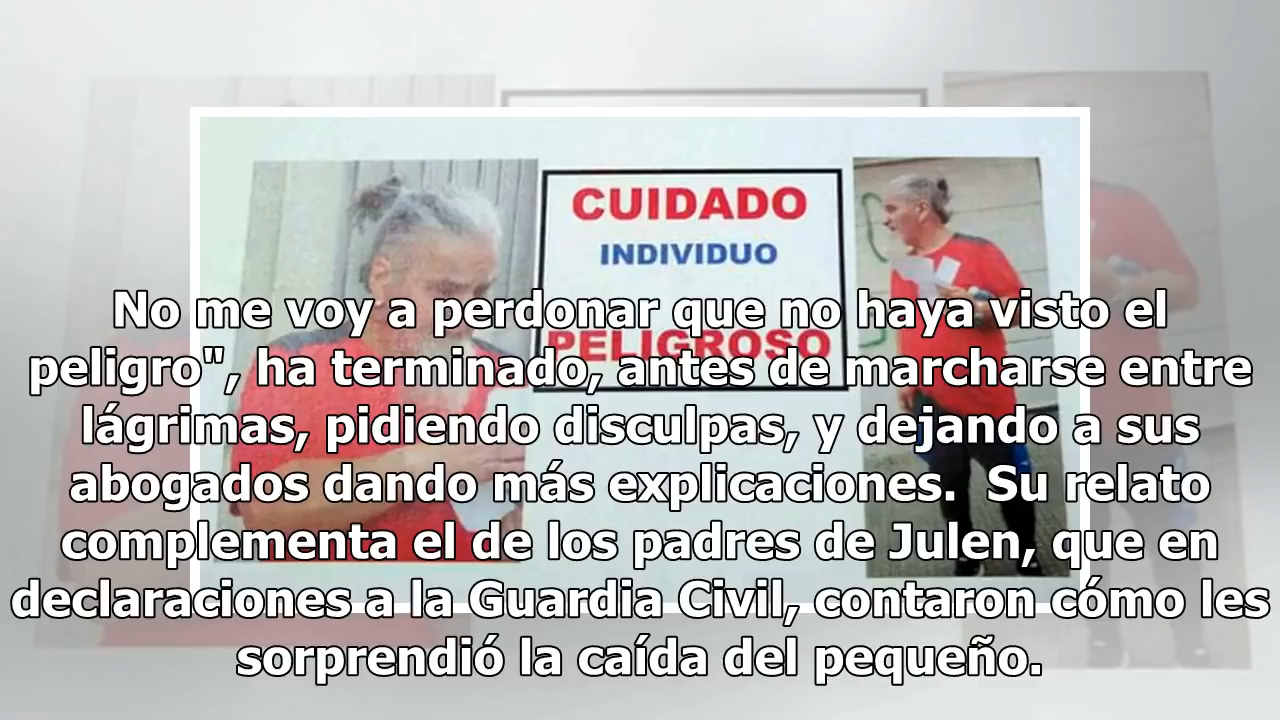 CUIDADO
INDIVIDUO
PELIGROSO
No me voy a perdonar que no haya visto el
peligro", ha terminado, antes de marcharse entre
lágrimas, pidiendo disculpas, y dejando a sus
abogados dando más explicaciones.  Su relato
complementa el de los padres de Julen, que en
declaraciones a la Guardia Civil, contaron cómo les
sorprendió la caída del pequeño.